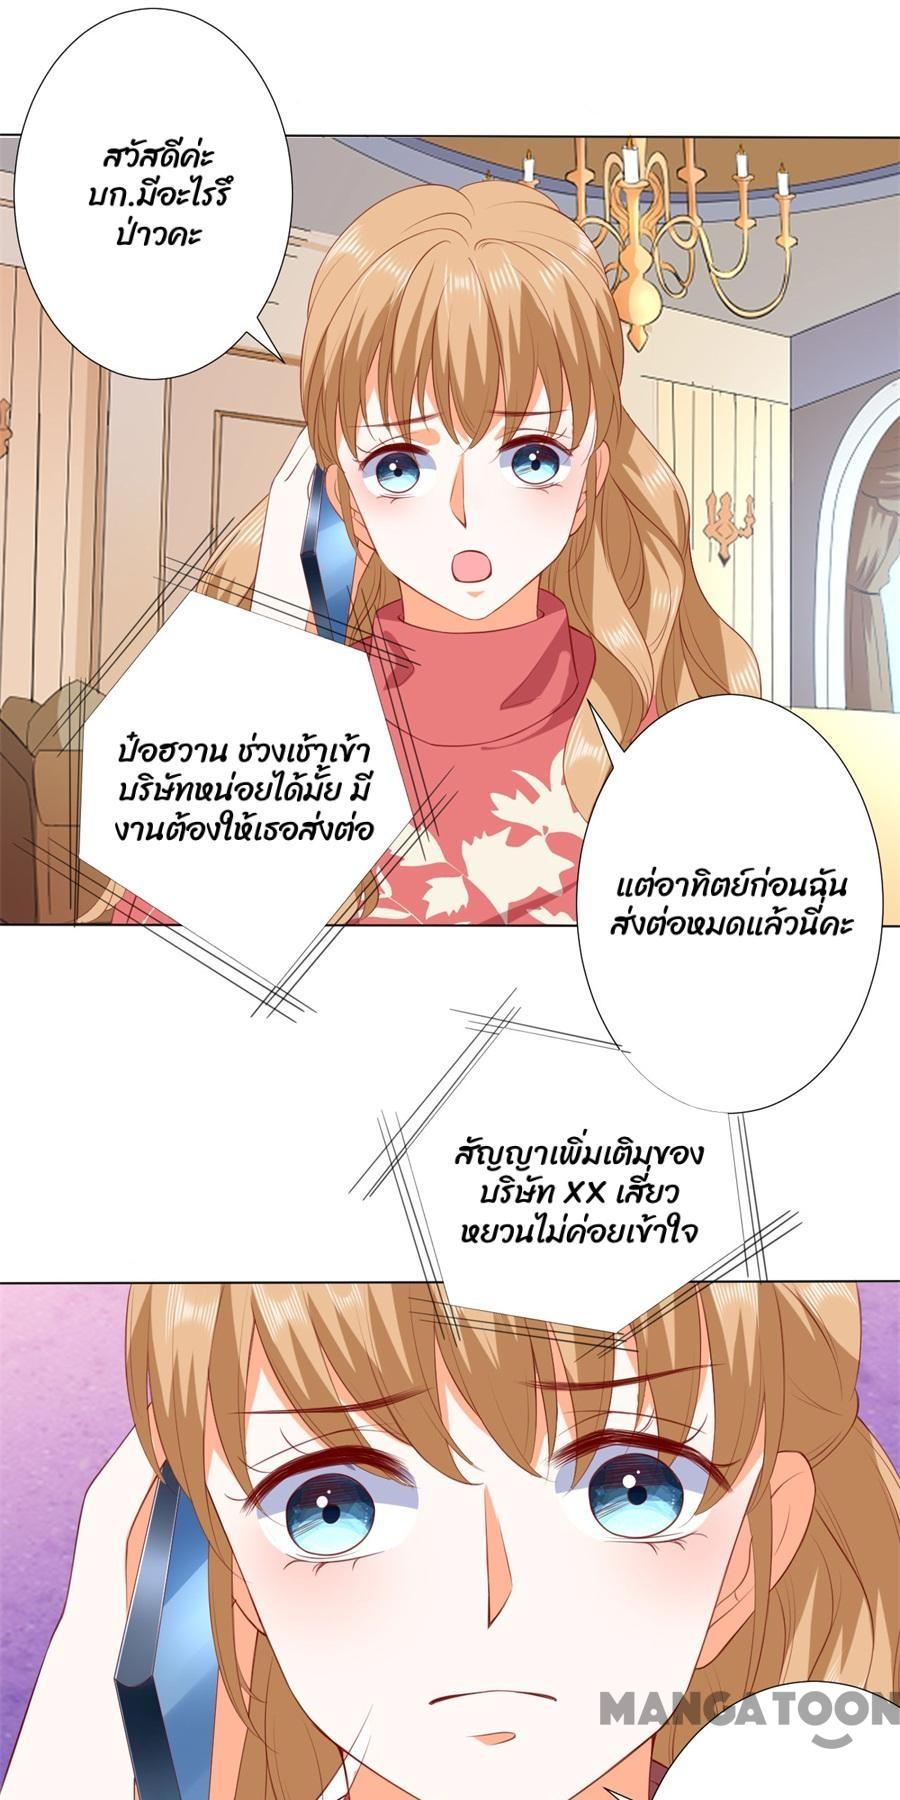 สวัสดีค่ะ
บก.มีอะไรรึ
ป่าวคะ
ป๋อฮวาน ช่วงเช้าเข้า
บริษัทหน่อยได้มั้ย มี
งานต้องให้เธอส่งต่อ
แต่อาทิตย์ก่อนฉัน
ส่งต่อหมดแล้วนี่คะ
สัญญาเพิ่มเติมของ
บริษัท XX เสี่ยว
หยวนไม่ค่อยเข้าใจ
MANGATOON